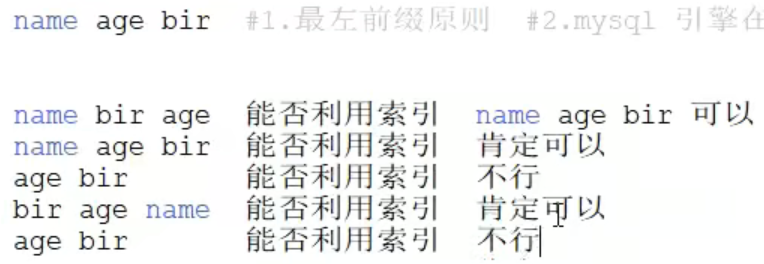 name age bir #1.最左前缀原则 #2.mysql 引擎在
name bir age 能否利用索引 name age bir 可以
name age bir 能否利用索引 肯定可以
age bir 能否利用索引 不行
bir age name 能否利用索引 肯定可以
age bir 能否利用索引 不行